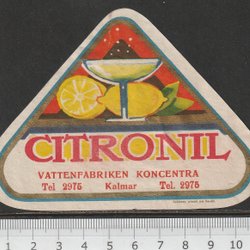 CITRONIL
VATTENFABRIKEN KONCENTRA
Tel 2975 Kalmar Tel. 2975